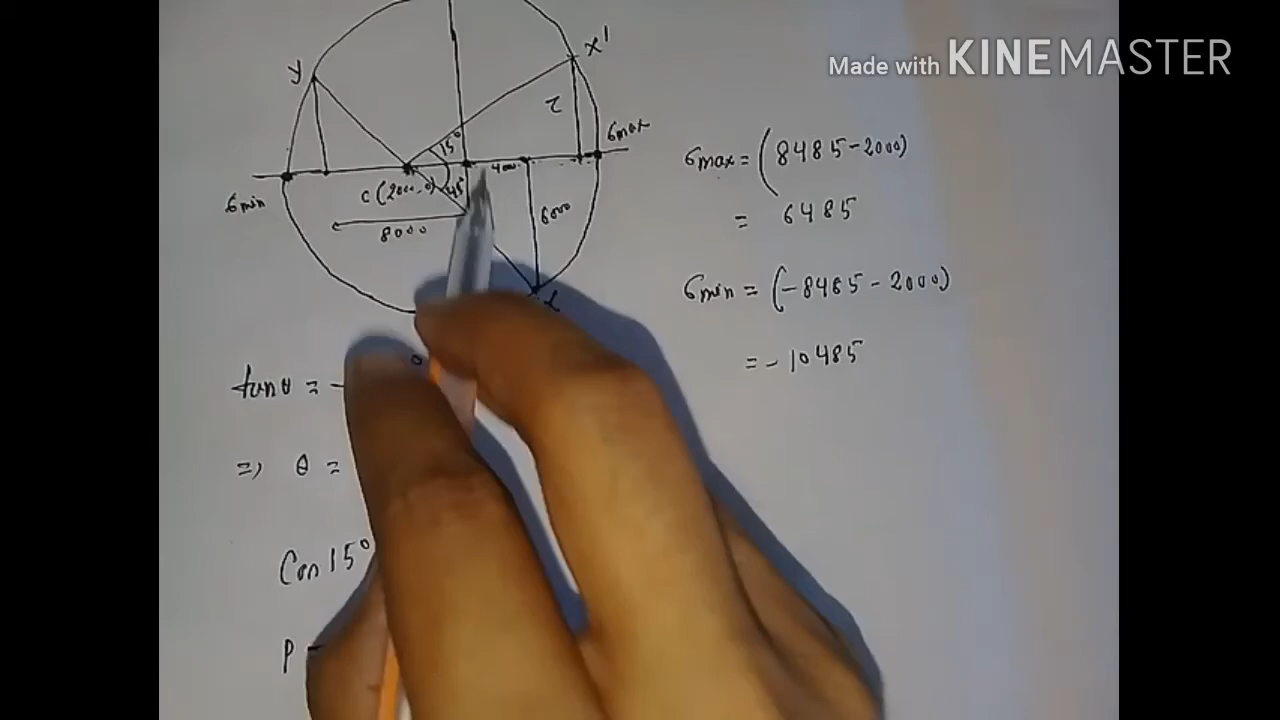 Made with KINEMASTER
y
x'
τ
15°
σmax
4000
σmin
C(2000,0)
45°
6000
8000
σmax = (8485-2000)
= 6485
σmin = (-8485-2000)
= -10485
tanθ = -
=> θ =
Cos 15°
P